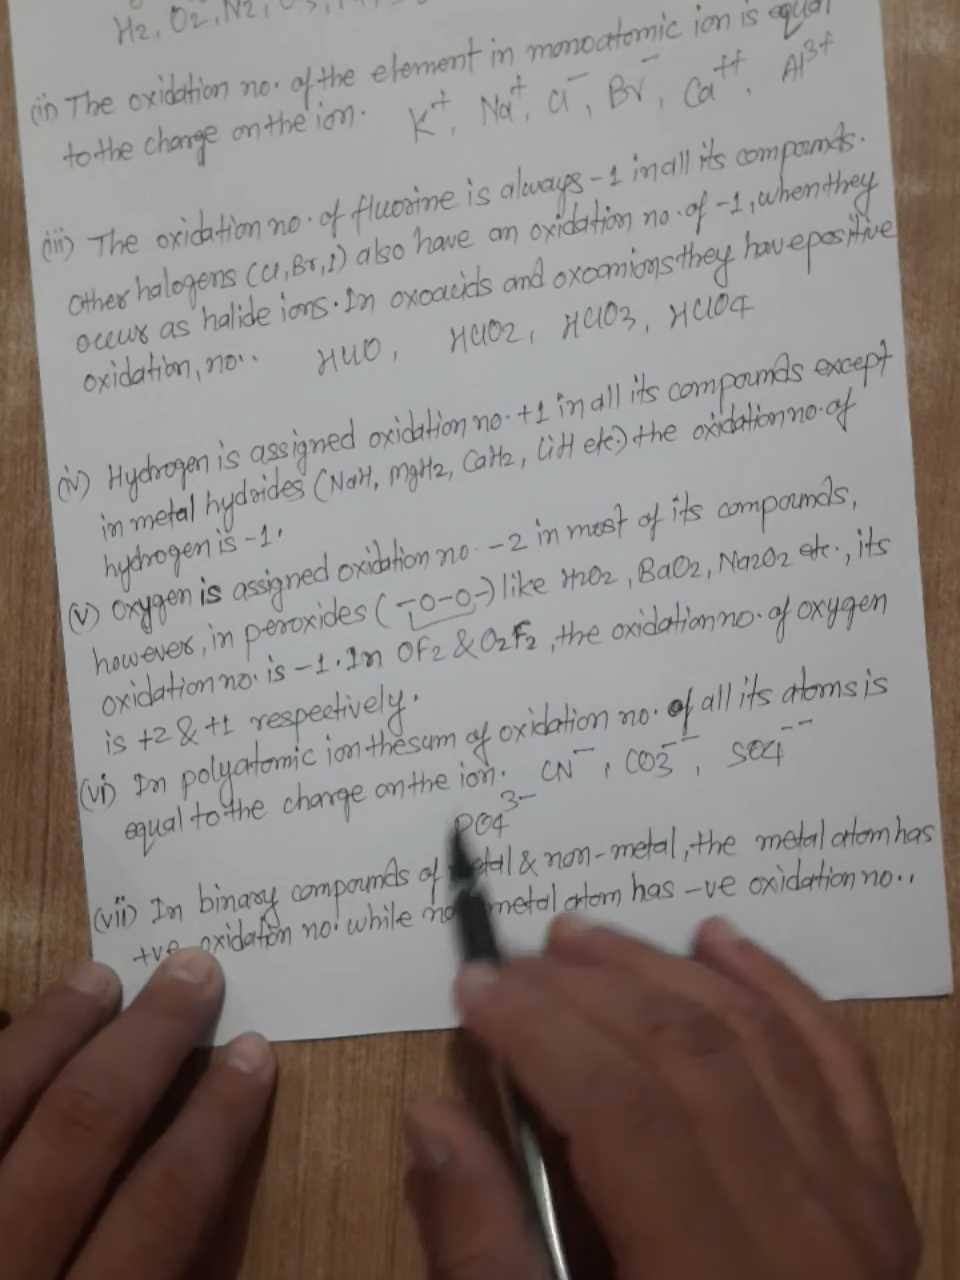 H2, O2, N2,
(ii) The oxidation no. of the element in monoatomic ion is equal
to the charge on the ion. K+, Na+, Cl-, Br-, Ca++, Al3+
(iii) The oxidation no. of fluorine is always -1 in all its compounds.
other halogens (Cl, Br, I) also have an oxidation no. of -1, when they
occur as halide ions. In oxoacids and oxoanions they have positive
oxidation, no.. HClO, HClO2, HClO3, HClO4
(iv) Hydrogen is assigned oxidation no. +1 in all its compounds except
in metal hydrides (NaH, MgH2, CaH2, LiH etc) the oxidation no. of
hydrogen is -1.
(v) Oxygen is assigned oxidation no. -2 in most of its compounds,
however, in peroxides (-O-O-) like H2O2, BaO2, Na2O2 etc., its
oxidation no. is -1. In OF2 & O2F2, the oxidation no. of oxygen
is +2 & +1 respectively.
(vi) In polyatomic ion the sum of oxidation no. of all its atoms is
equal to the charge on the ion. CN-, CO3--, SO4--
PO4 3-
(vii) In binary compounds of metal & non-metal, the metal atom has
+ve oxidation no. while metal atom has -ve oxidation no..